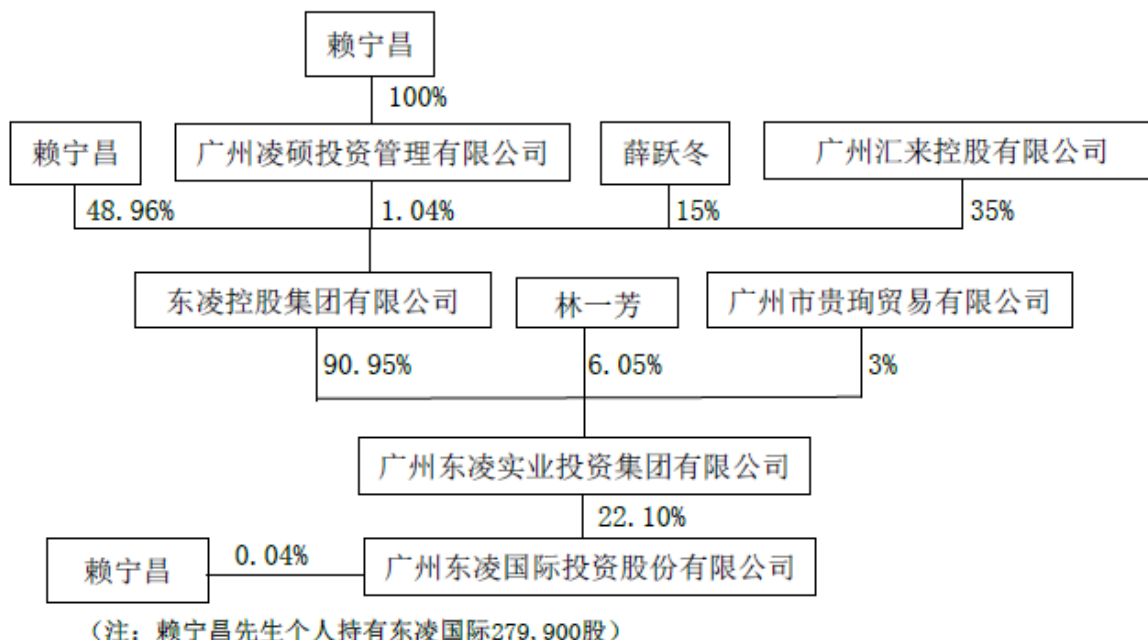 赖宁昌
100%
赖宁昌
广州凌硕投资管理有限公司
薛跃冬
广州汇来控股有限公司
48.96%
1.04%
15%
35%
东凌控股集团有限公司
林一芳
广州市贵珣贸易有限公司
90.95%
6.05%
3%
广州东凌实业投资集团有限公司
22.10%
赖宁昌
0.04%
广州东凌国际投资股份有限公司
（注：赖宁昌先生个人持有东凌国际279,900股）